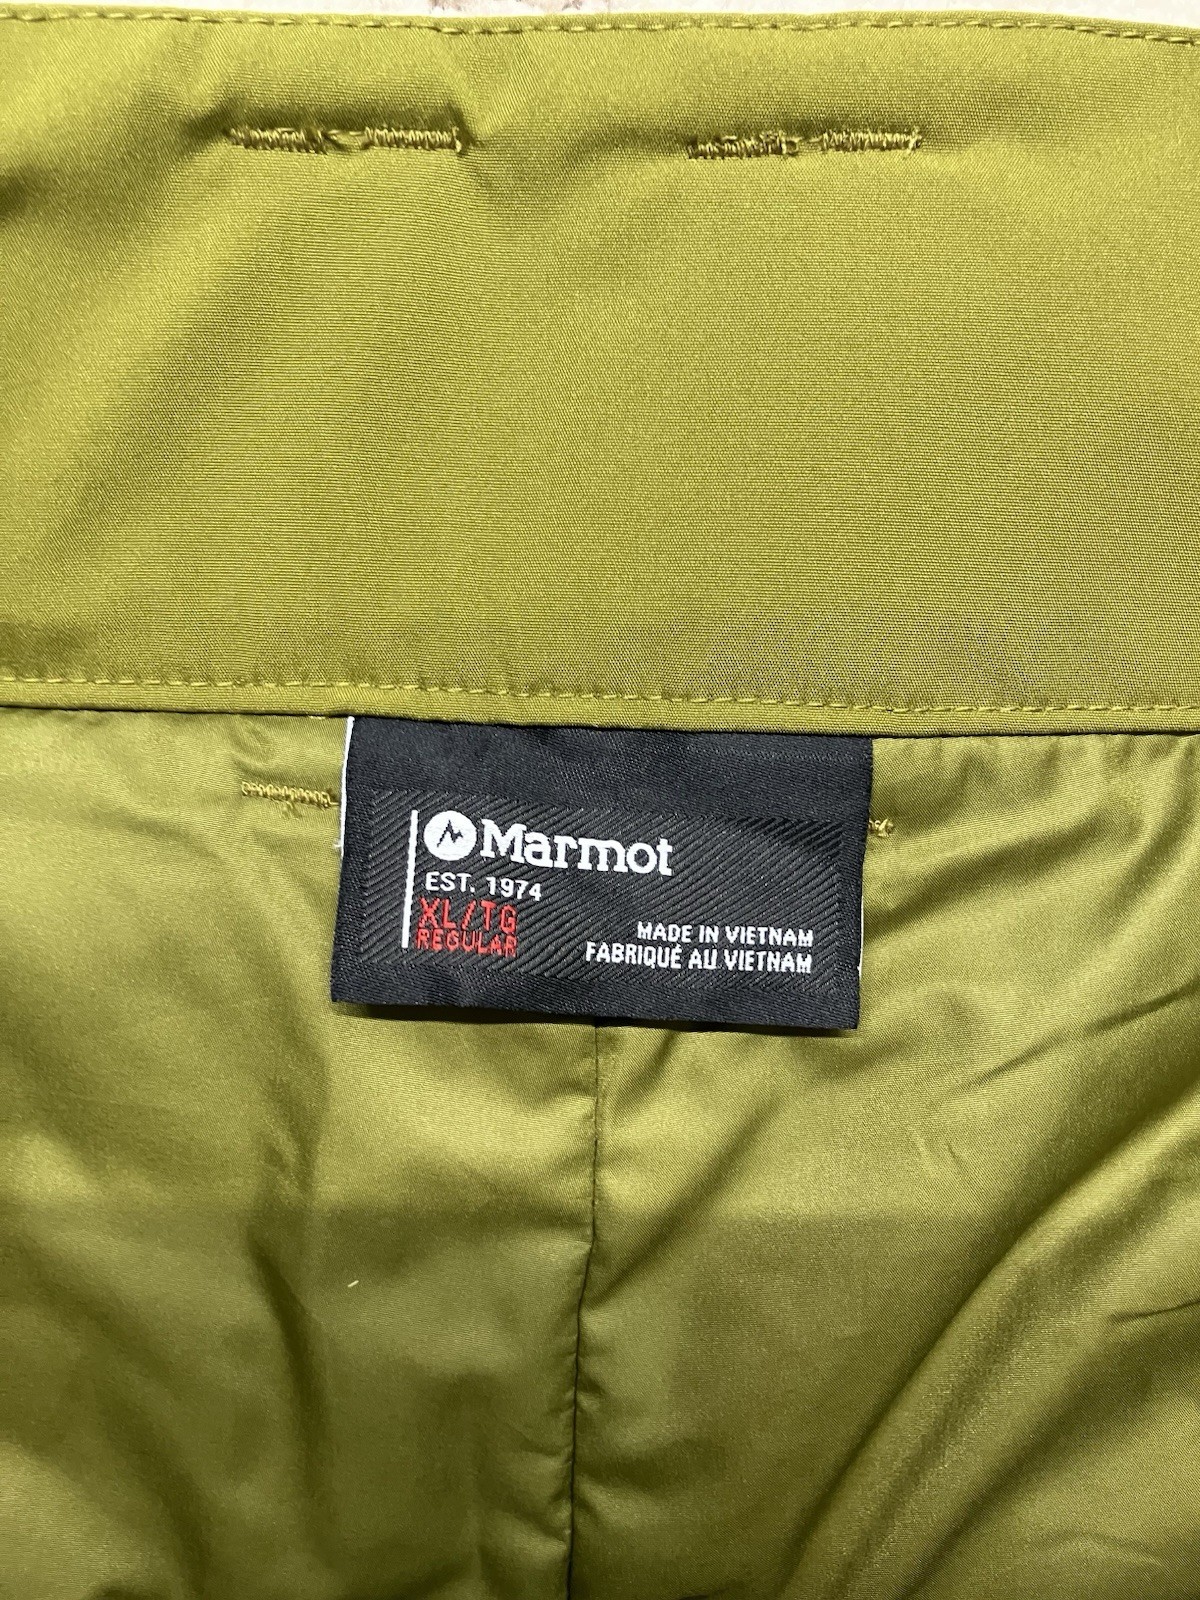 Marmot
EST. 1974
XL/TG
REGULAR
MADE IN VIETNAM
FABRIQUÉ AU VIETNAM